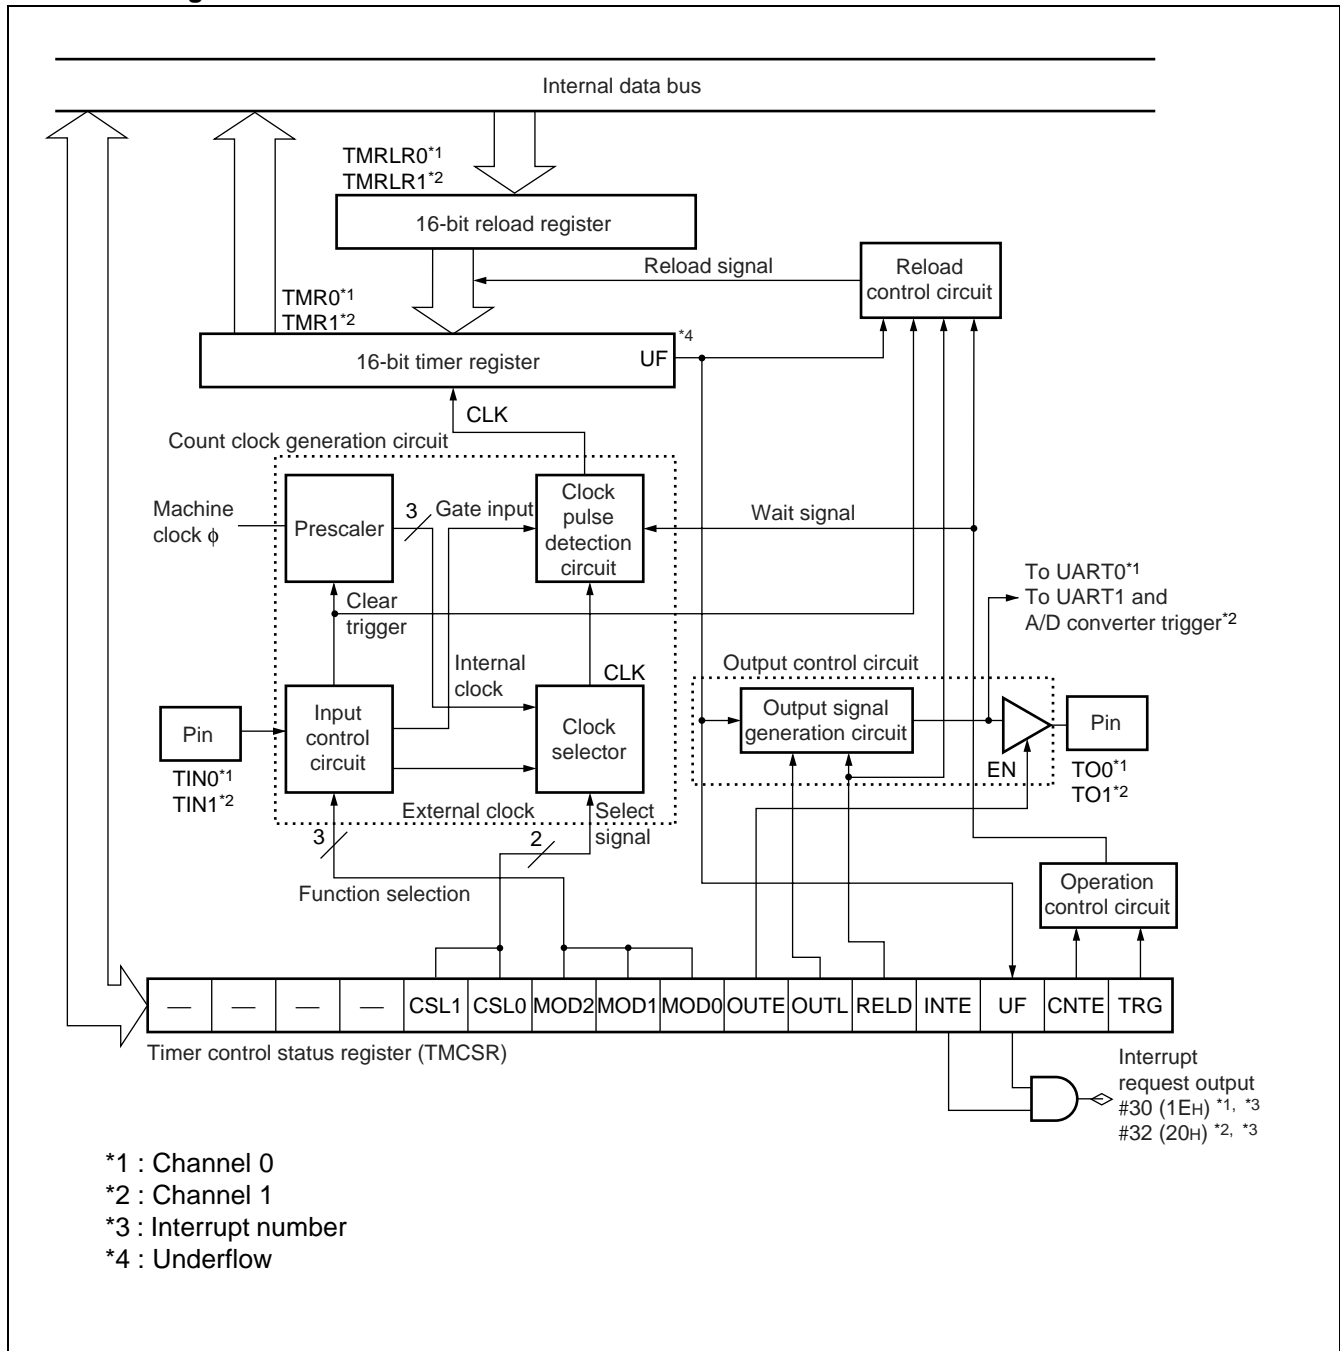 Internal data bus
TMRLR0*1
TMRLR1*2
16-bit reload register
Reload signal
Reload
control circuit
TMR0*1
TMR1*2
*4
16-bit timer register
UF
CLK
Count clock generation circuit
Machine
clock ϕ
Prescaler
3
Gate input
Clock
pulse
detection
circuit
Wait signal
Clear
trigger
To UART0*1
To UART1 and
A/D converter trigger*2
Internal
clock
CLK
Output control circuit
Pin
Input
control
circuit
Clock
selector
Output signal
generation circuit
Pin
EN
TIN0*1
TIN1*2
TO0*1
TO1*2
External clock
Select
signal
3
2
Function selection
Operation
control circuit
— — — — CSL1 CSL0 MOD2 MOD1 MOD0 OUTE OUTL RELD INTE UF CNTE TRG
Timer control status register (TMCSR)
Interrupt
request output
#30 (1EH) *1, *3
#32 (20H) *2, *3
*1 : Channel 0
*2 : Channel 1
*3 : Interrupt number
*4 : Underflow